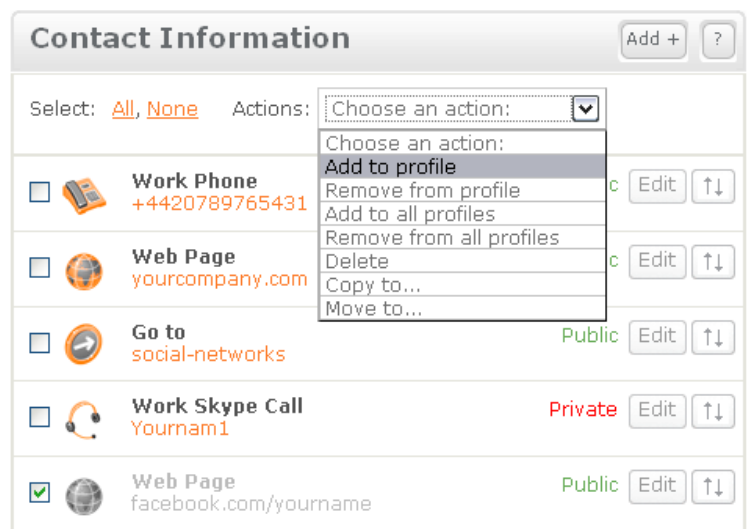 Contact Information Add + ?
Select: All, None Actions: Choose an action:
Choose an action:
Add to profile
Remove from profile
Add to all profiles
Remove from all profiles
Delete
Copy to...
Move to...
Work Phone
+4420789765431
c Edit ↑↓
Web Page
yourcompany.com
c Edit ↑↓
Go to
social-networks
Public Edit ↑↓
Work Skype Call
Yournam1
Private Edit ↑↓
Web Page
facebook.com/yourname
Public Edit ↑↓